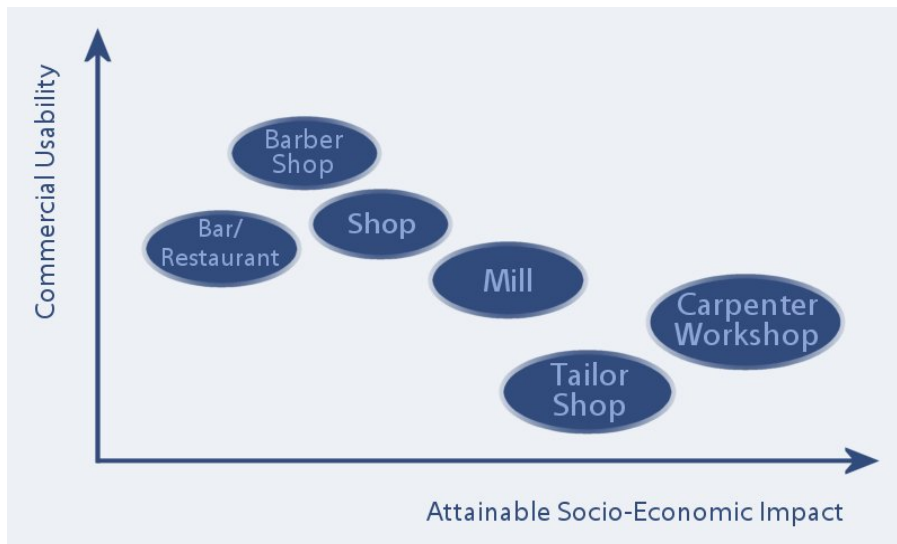 Commercial Usability
Barber
Shop
Bar/
Restaurant
Shop
Mill
Carpenter
Workshop
Tailor
Shop
Attainable Socio-Economic Impact